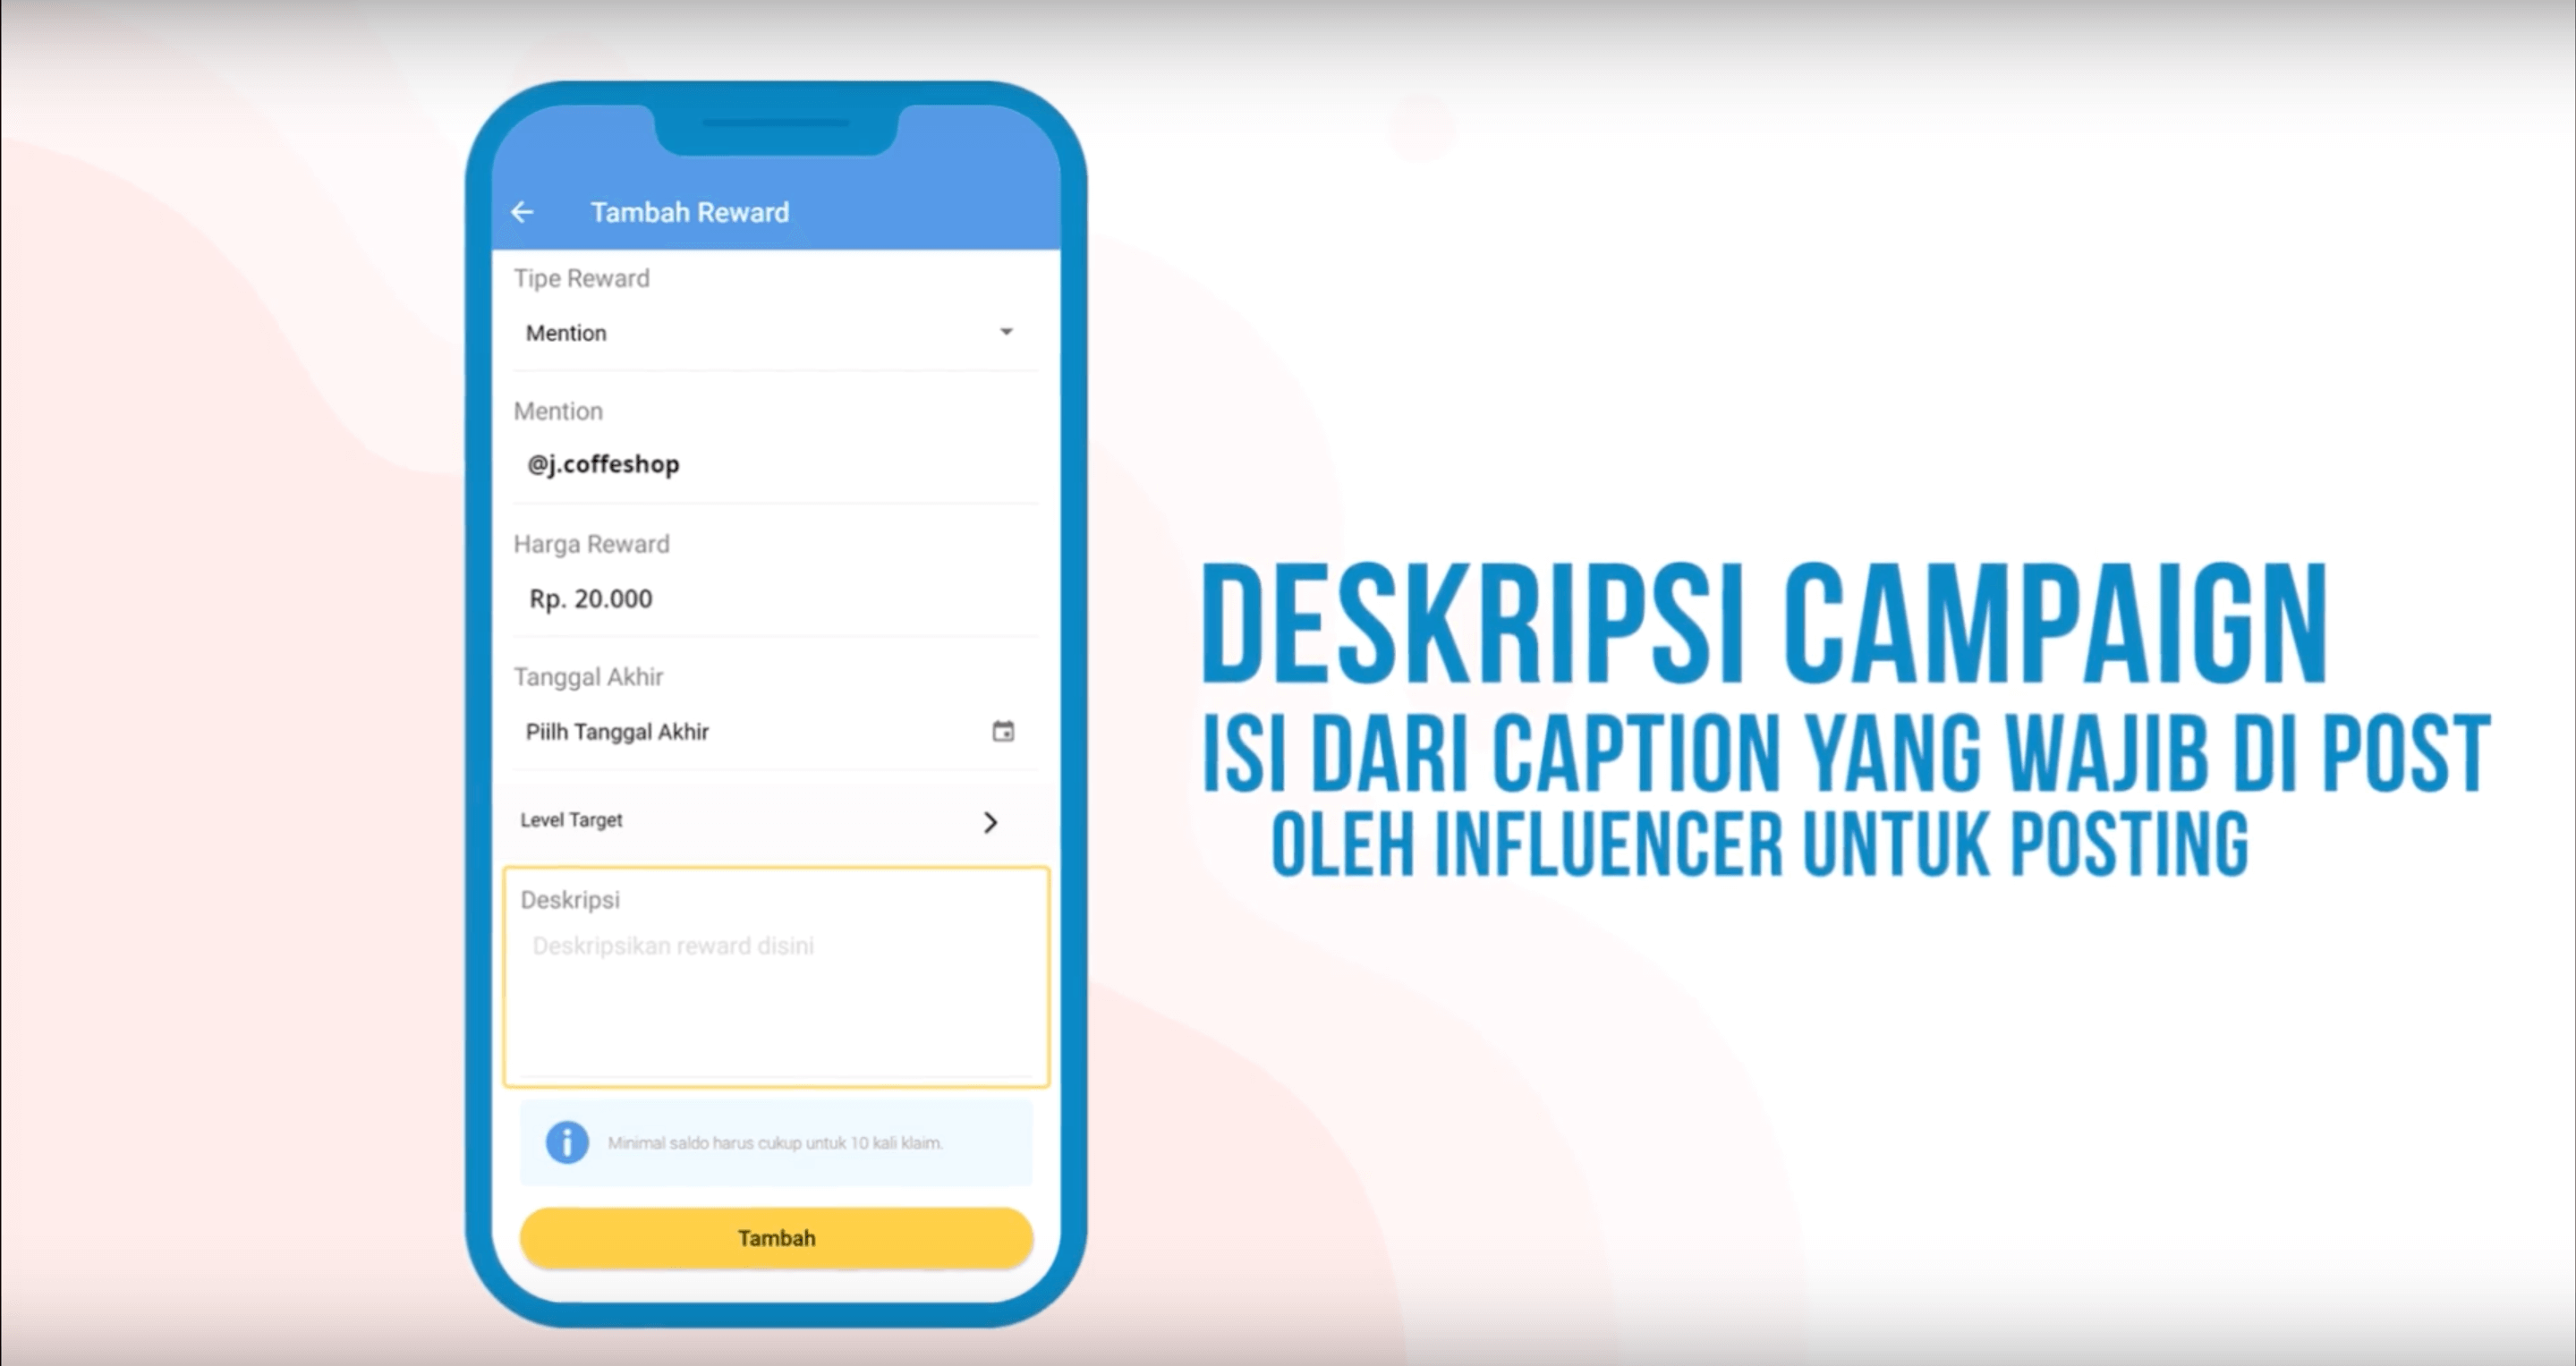 Tambah Reward
Tipe Reward
Mention
Mention
@j.coffeshop
Harga Reward
Rp. 20.000
Tanggal Akhir
Piilh Tanggal Akhir
Level Target
Deskripsi
Deskripsikan reward disini
Minimal saldo harus cukup untuk 10 kali klaim.
Tambah
DESKRIPSI CAMPAIGN
ISI DARI CAPTION YANG WAJIB DI POST
OLEH INFLUENCER UNTUK POSTING